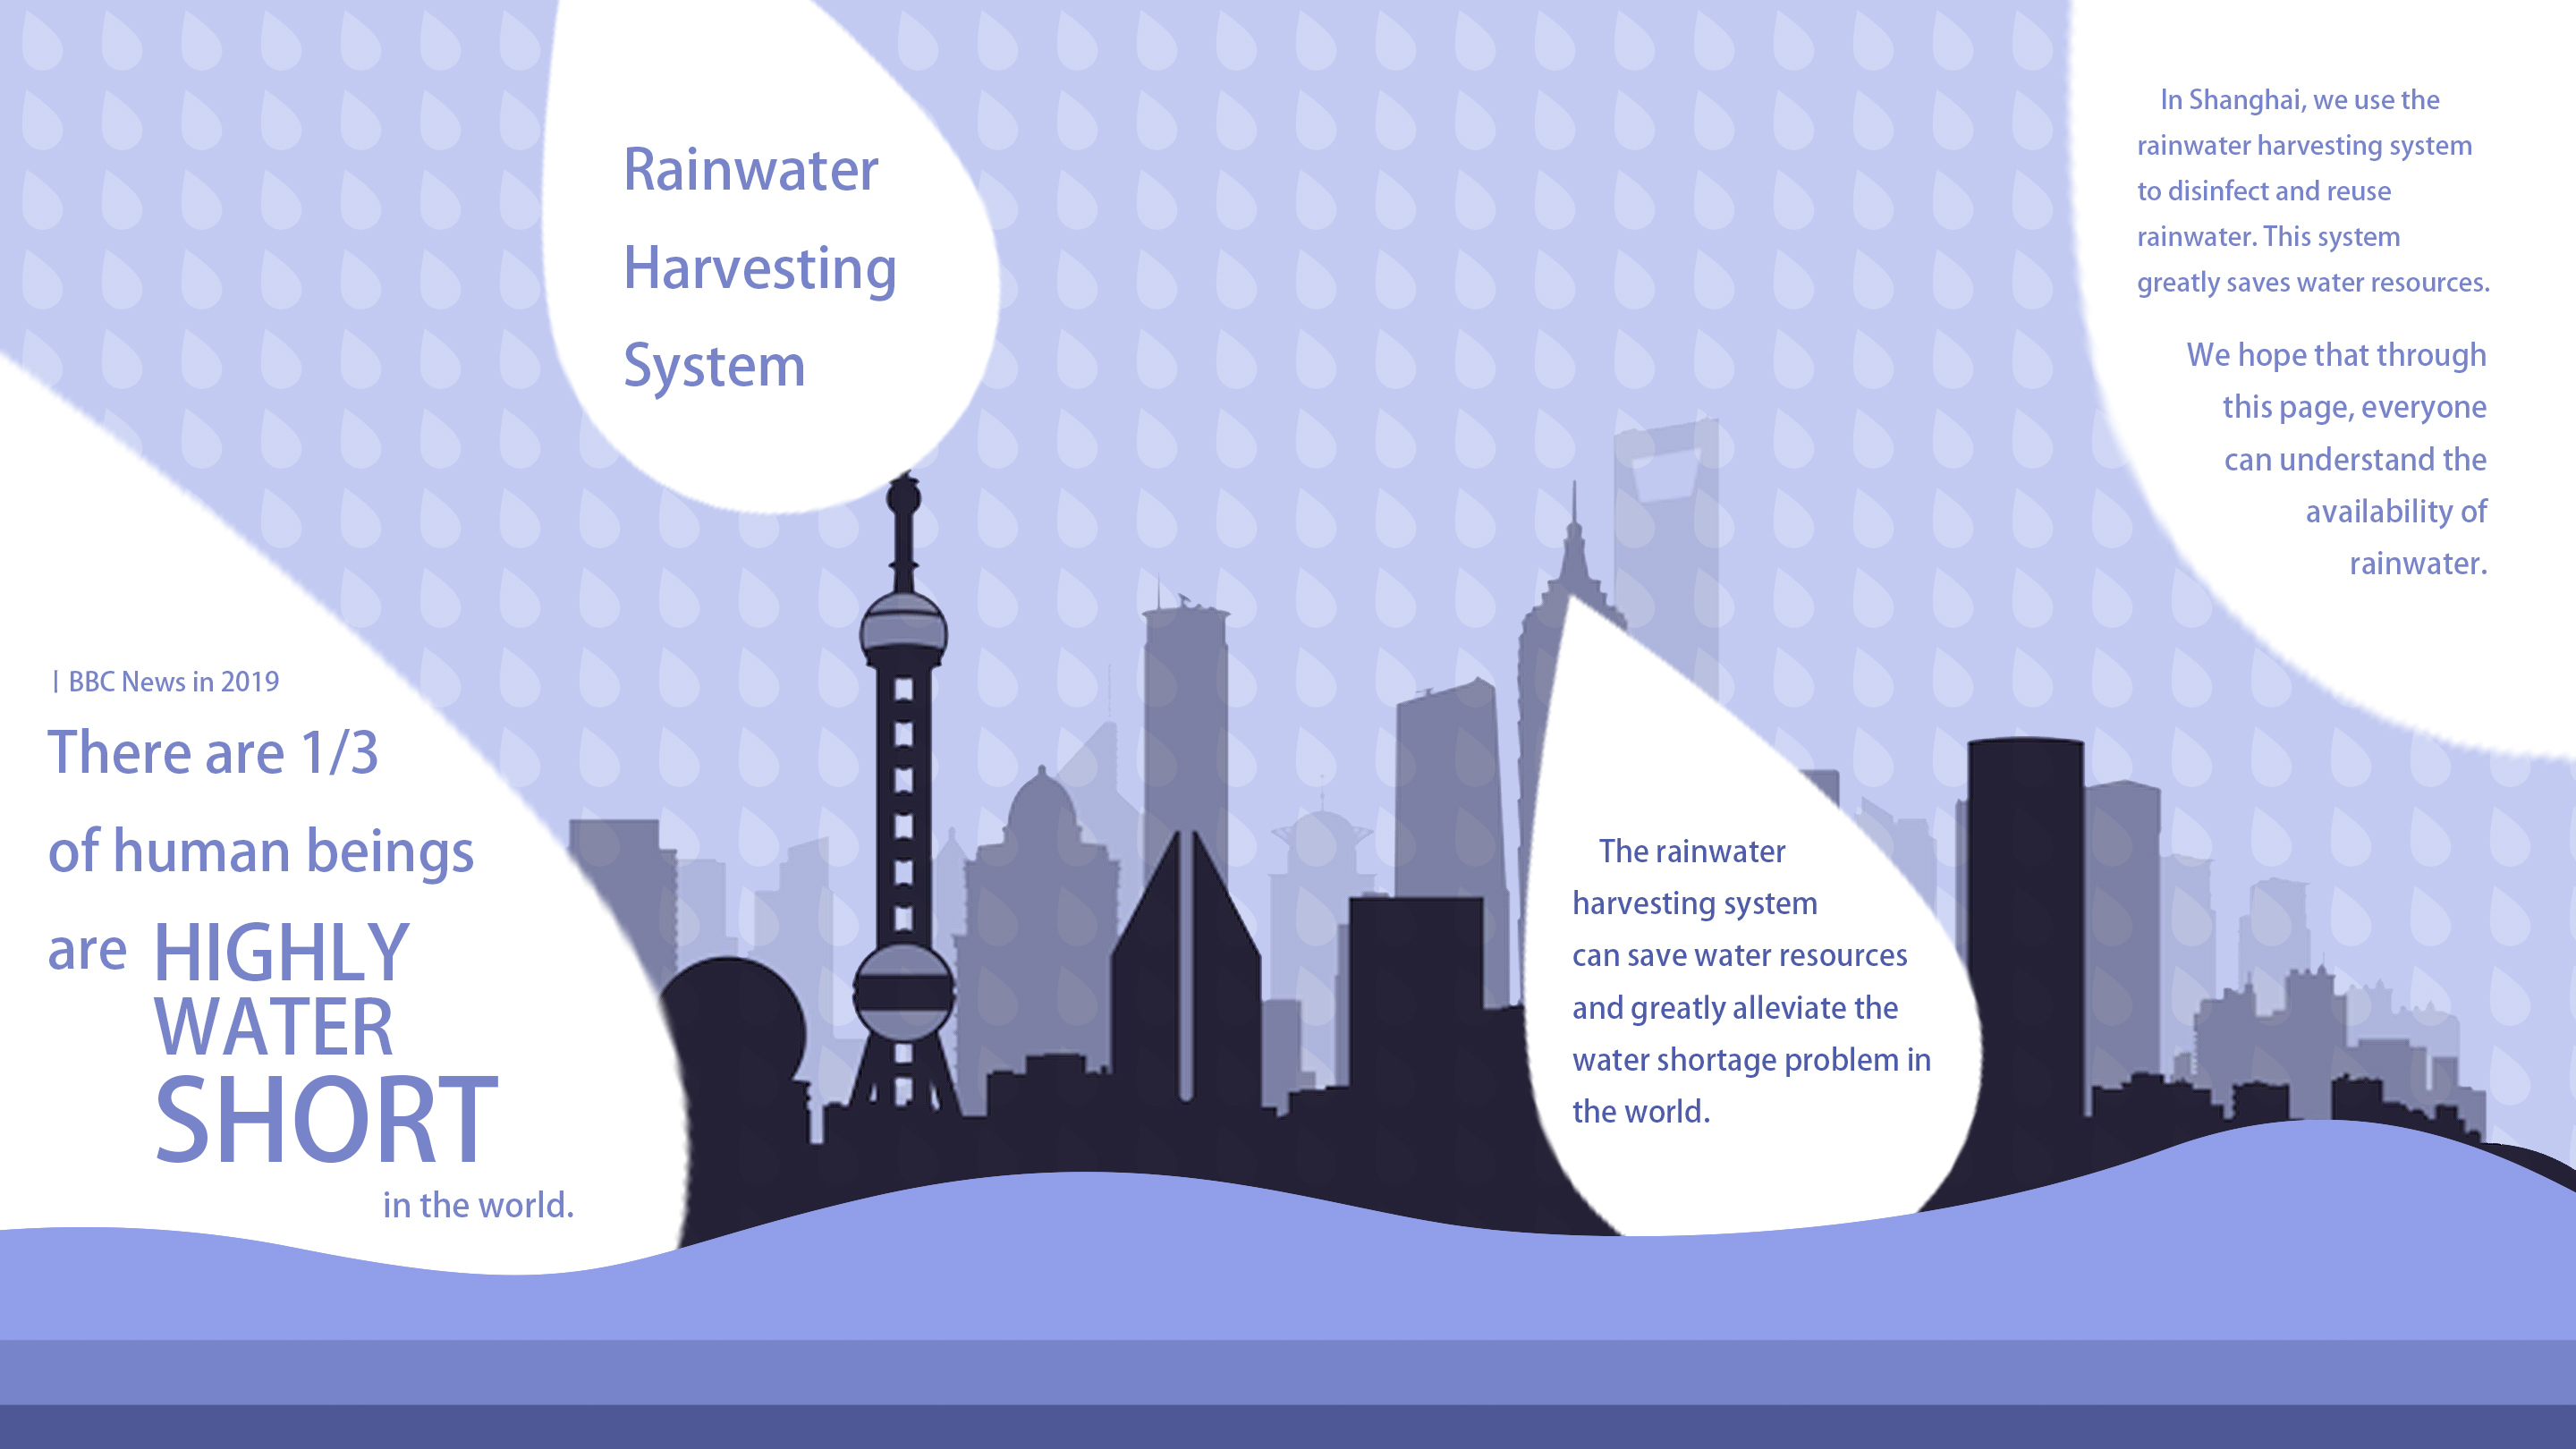 Rainwater
Harvesting
System
In Shanghai, we use the
rainwater harvesting system
to disinfect and reuse
rainwater. This system
greatly saves water resources.
We hope that through
this page, everyone
can understand the
availability of
rainwater.
| BBC News in 2019
There are 1/3
of human beings
are HIGHLY
WATER
SHORT
in the world.
The rainwater
harvesting system
can save water resources
and greatly alleviate the
water shortage problem in
the world.